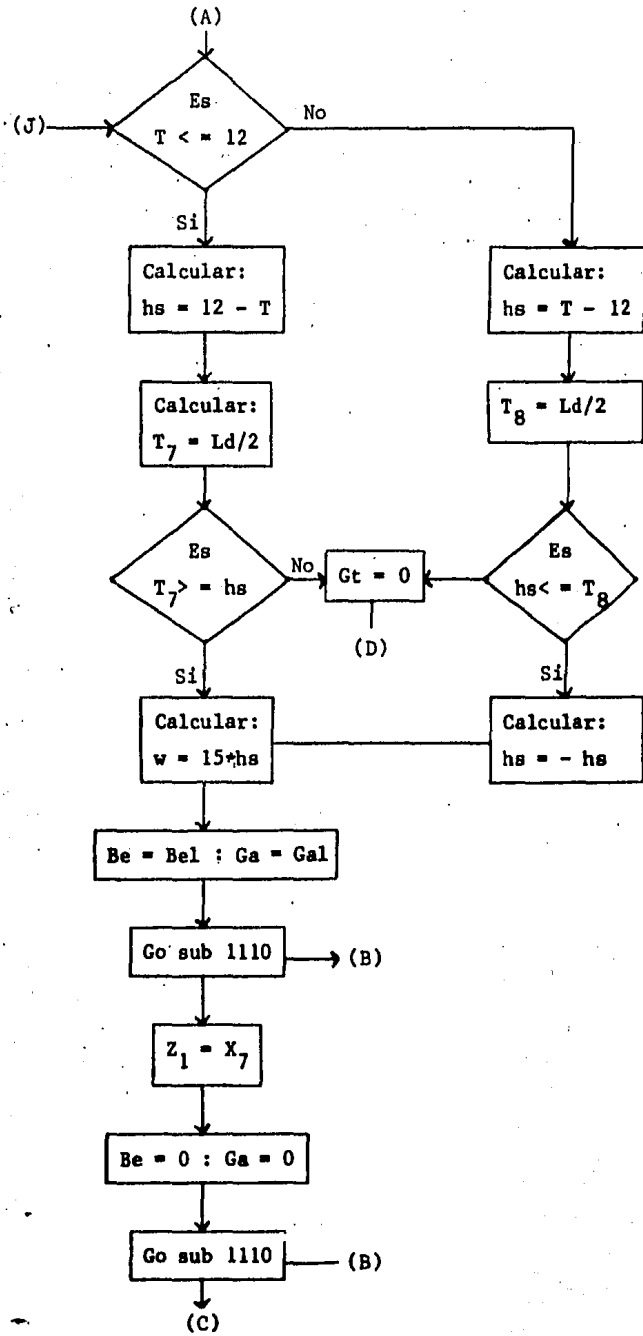 (A)
(J)
Es
T < = 12
No
Si
Calcular:
hs = 12 - T
Calcular:
hs = T - 12
Calcular:
T7 = Ld/2
T8 = Ld/2
Es
T7> = hs
No
Gt = 0
Es
hs< = T8
(D)
Si
Si
Calcular:
w = 15*hs
Calcular:
hs = - hs
Be = Bel : Ga = Gal
Go sub 1110
(B)
Z1 = X7
Be = 0 : Ga = 0
Go sub 1110
(B)
(C)